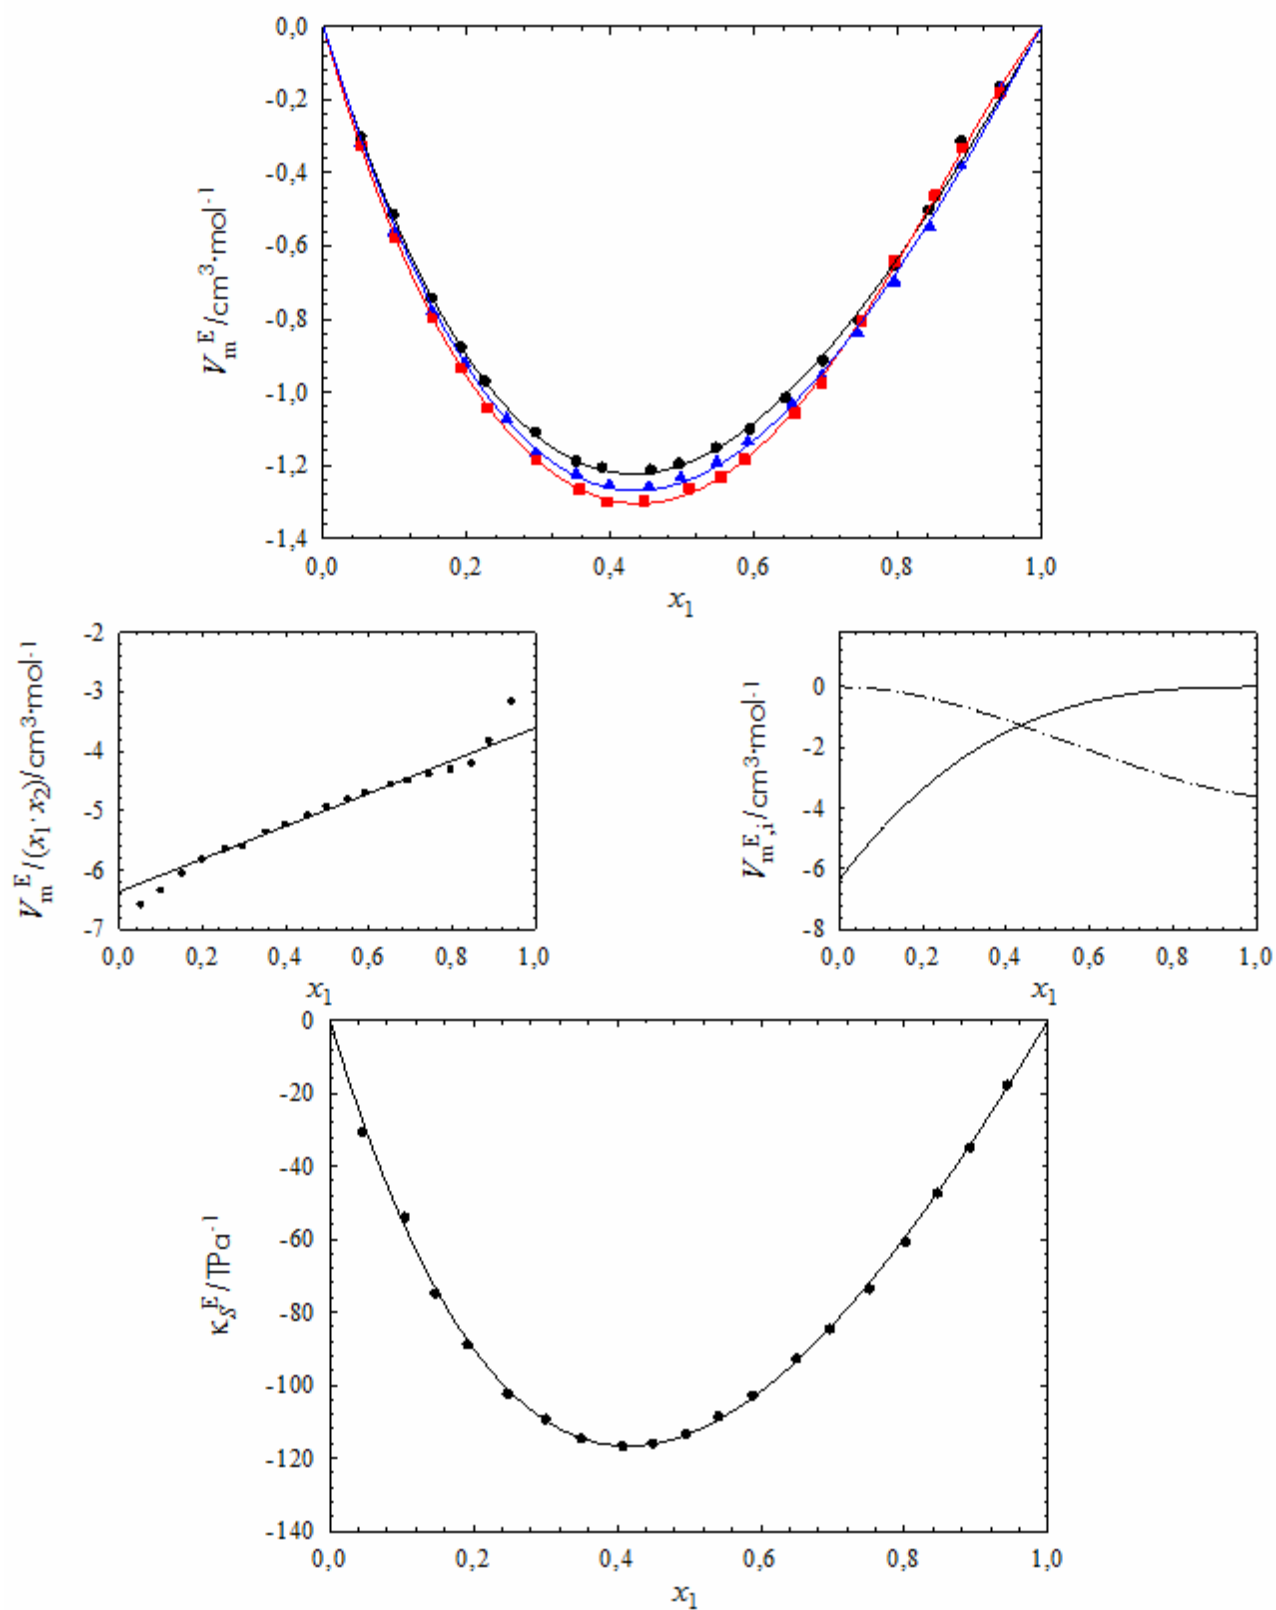 0,0
-0,2
-0,4
-0,6
-0,8
-1,0
-1,2
-1,4
V_m^E/cm³·mol⁻¹
0,0 0,2 0,4 0,6 0,8 1,0
x₁
-2
-3
-4
-5
-6
-7
V_m^E/(x₁·x₂)/cm³·mol⁻¹
0,0 0,2 0,4 0,6 0,8 1,0
x₁
0
-2
-4
-6
-8
V_m^E,i/cm³·mol⁻¹
0,0 0,2 0,4 0,6 0,8 1,0
x₁
0
-20
-40
-60
-80
-100
-120
-140
κ_S^E/TPa⁻¹
0,0 0,2 0,4 0,6 0,8 1,0
x₁